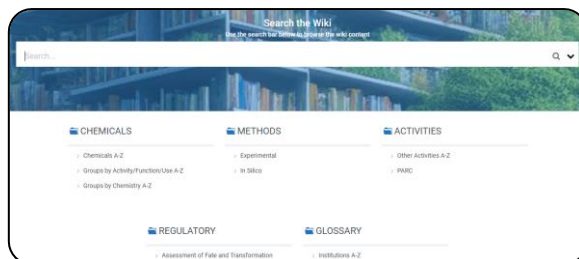 Search the Wiki
Use the search bar below to browse the wiki content
Search...
CHEMICALS
Chemicals A-Z
Groups by Activity/Function/Use A-Z
Groups by Chemistry A-Z
METHODS
Experimental
In Silico
ACTIVITIES
Other Activities A-Z
PARC
REGULATORY
Assessment of Fate and Transformation
GLOSSARY
Institutions A-Z